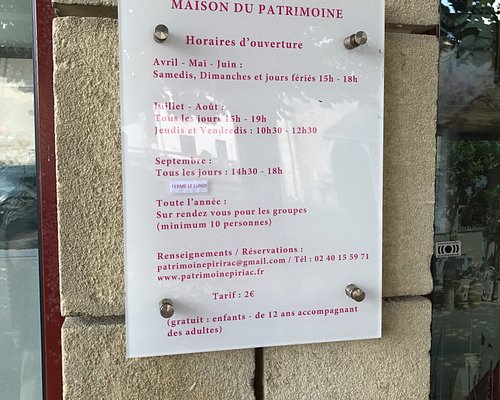 MAISON DU PATRIMOINE
Horaires d'ouverture
Avril - Mai - Juin :
Samedis, Dimanches et jours fériés 15h - 18h
Juillet - Août :
Tous les jours 15h - 19h
Jeudis et Vendredis : 10h30 - 12h30
Septembre :
Tous les jours : 14h30 - 18h
FERMÉ LE LUNDI
Toute l'année :
Sur rendez vous pour les groupes
(minimum 10 personnes)
Renseignements / Réservations :
patrimoinepirirac@gmail.com / Tél : 02 40 15 59 71
www.patrimoinepiriac.fr
Tarif : 2€
(gratuit : enfants - de 12 ans accompagnant
des adultes)